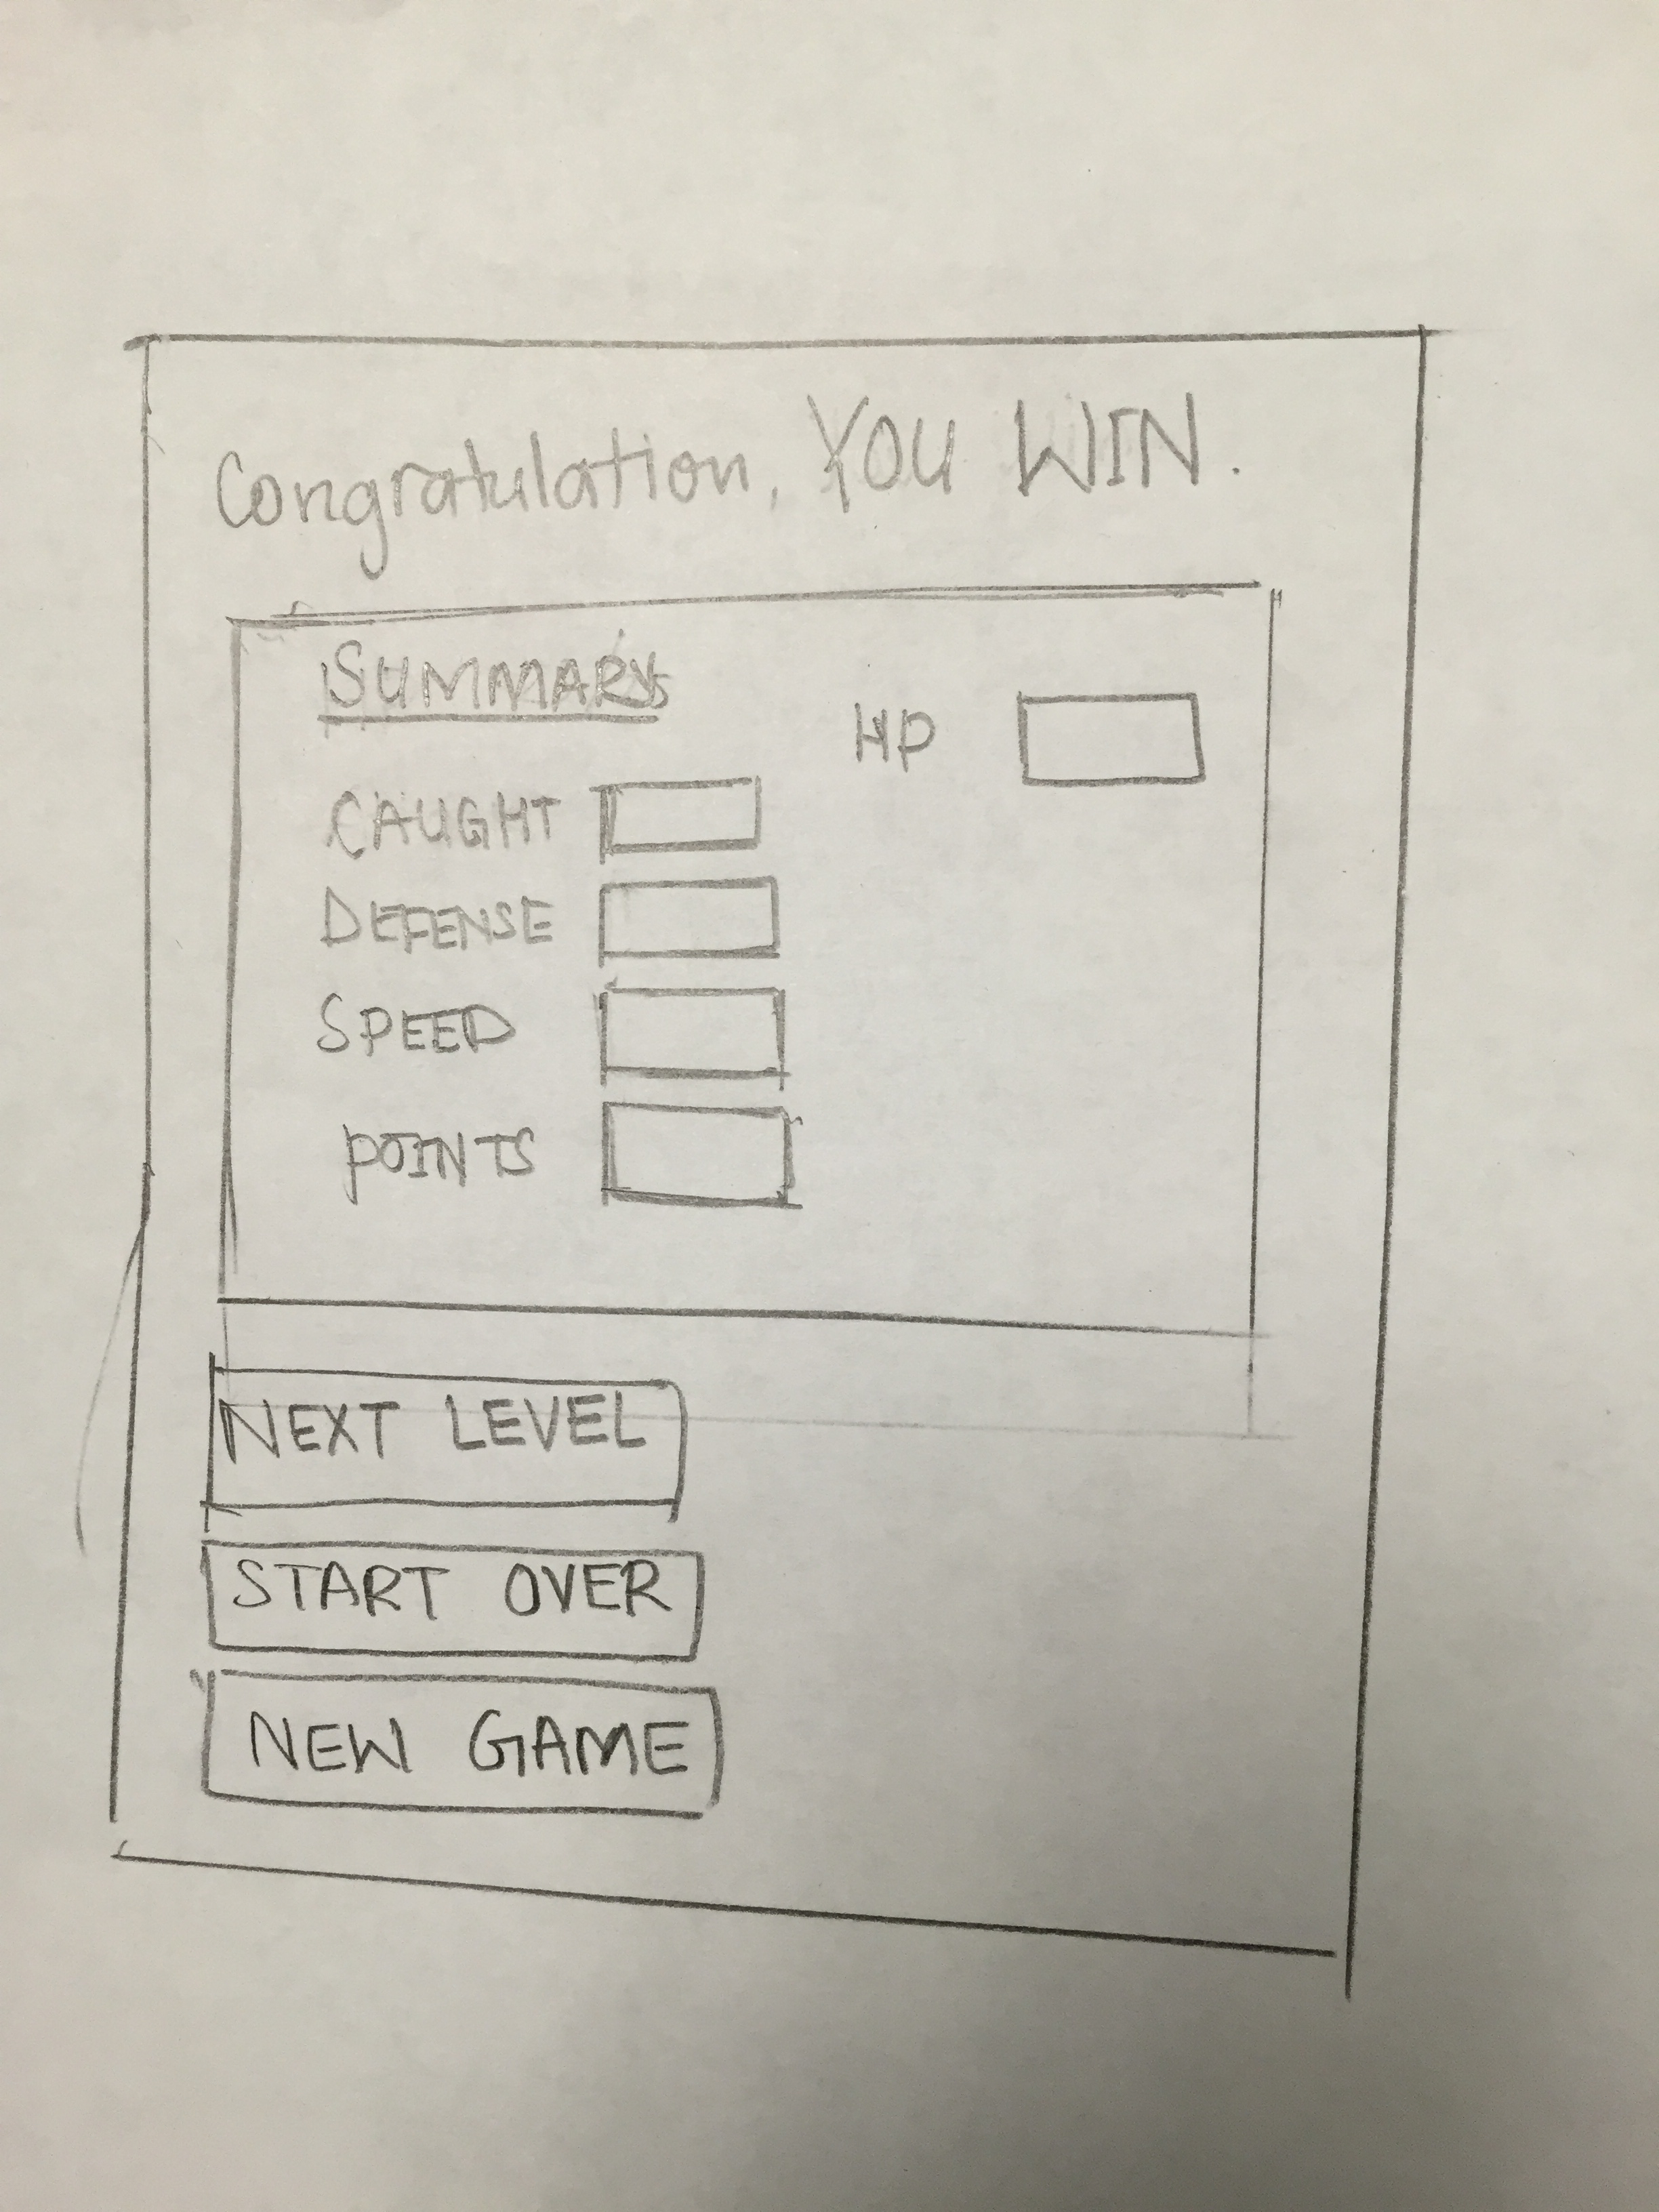 Congratulation, YOU WIN.
SUMMARY
HP
CAUGHT
DEFENSE
SPEED
POINTS
NEXT LEVEL
START OVER
NEW GAME